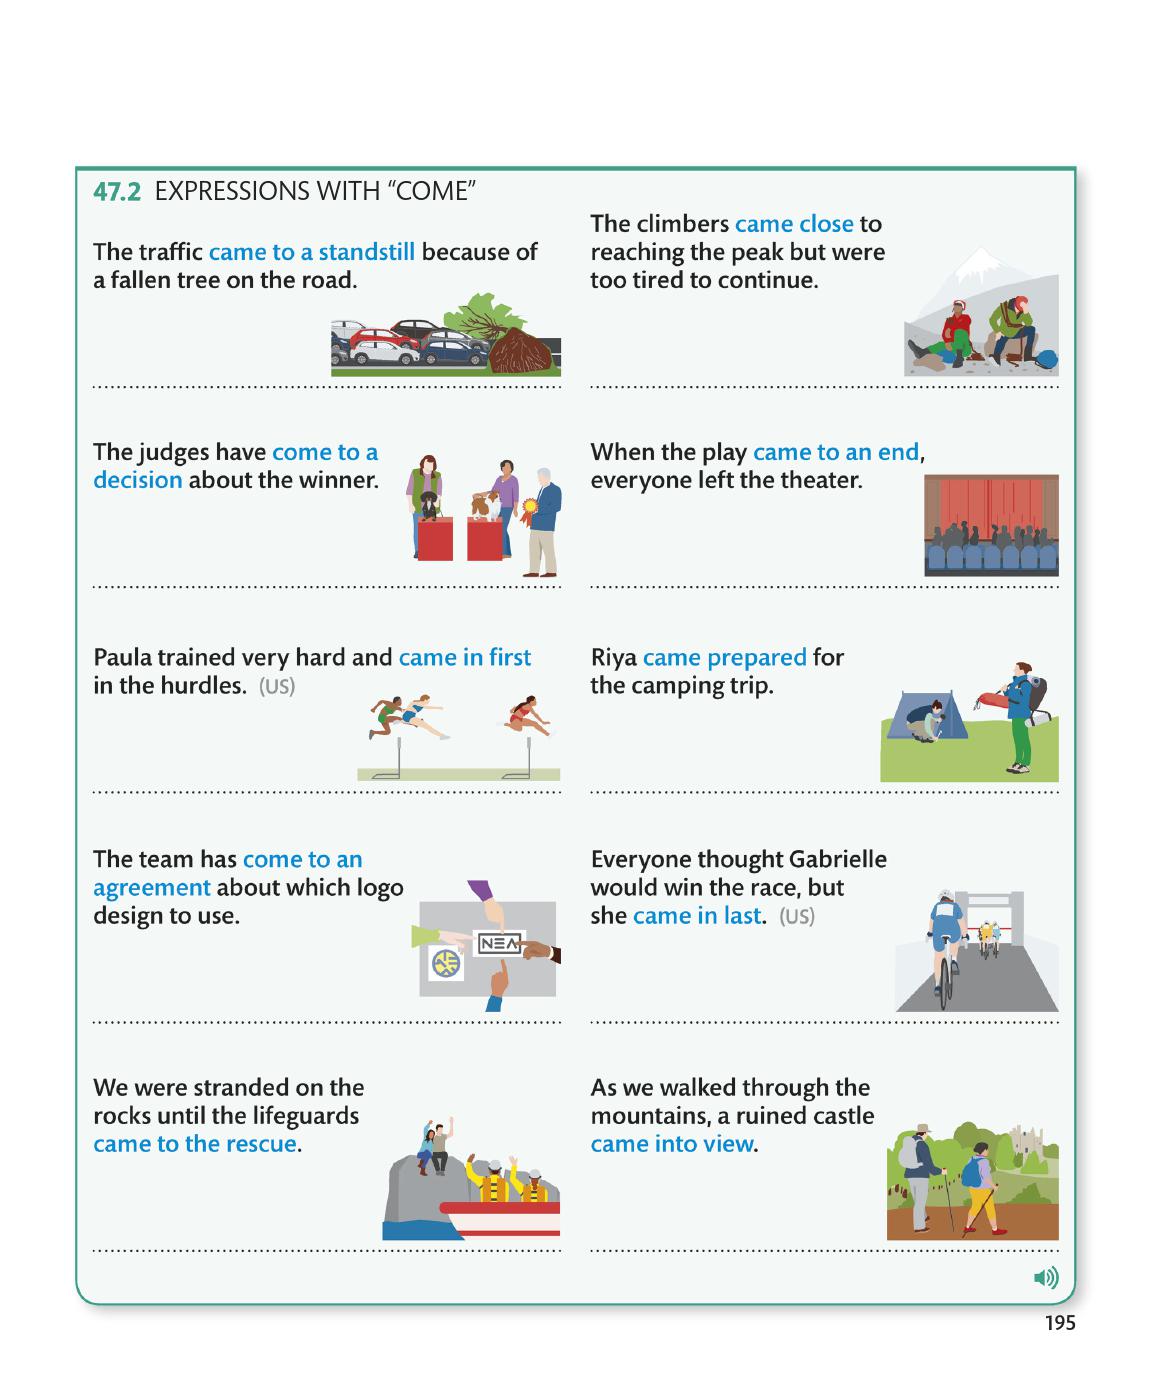 47.2 EXPRESSIONS WITH “COME”
The traffic came to a standstill because of
a fallen tree on the road.
The climbers came close to
reaching the peak but were
too tired to continue.
The judges have come to a
decision about the winner.
When the play came to an end,
everyone left the theater.
Paula trained very hard and came in first
in the hurdles. (US)
Riya came prepared for
the camping trip.
The team has come to an
agreement about which logo
design to use.
NEA
Everyone thought Gabrielle
would win the race, but
she came in last. (US)
We were stranded on the
rocks until the lifeguards
came to the rescue.
As we walked through the
mountains, a ruined castle
came into view.
195